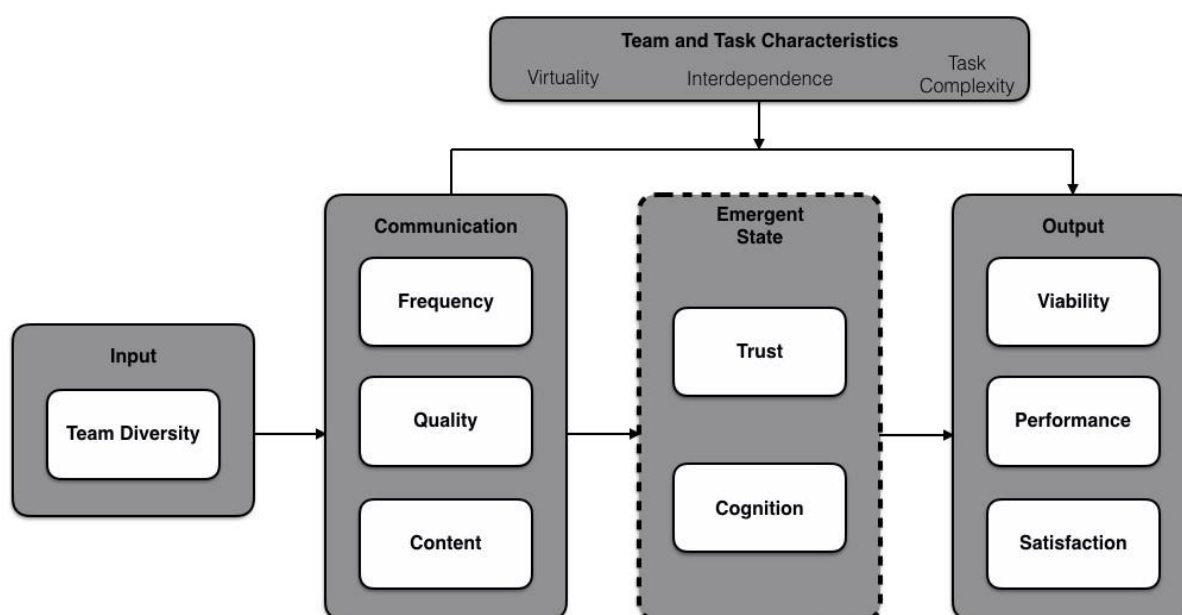 Team and Task Characteristics
Virtuality
Interdependence
Task
Complexity
Input
Team Diversity
Communication
Frequency
Quality
Content
Emergent
State
Trust
Cognition
Output
Viability
Performance
Satisfaction